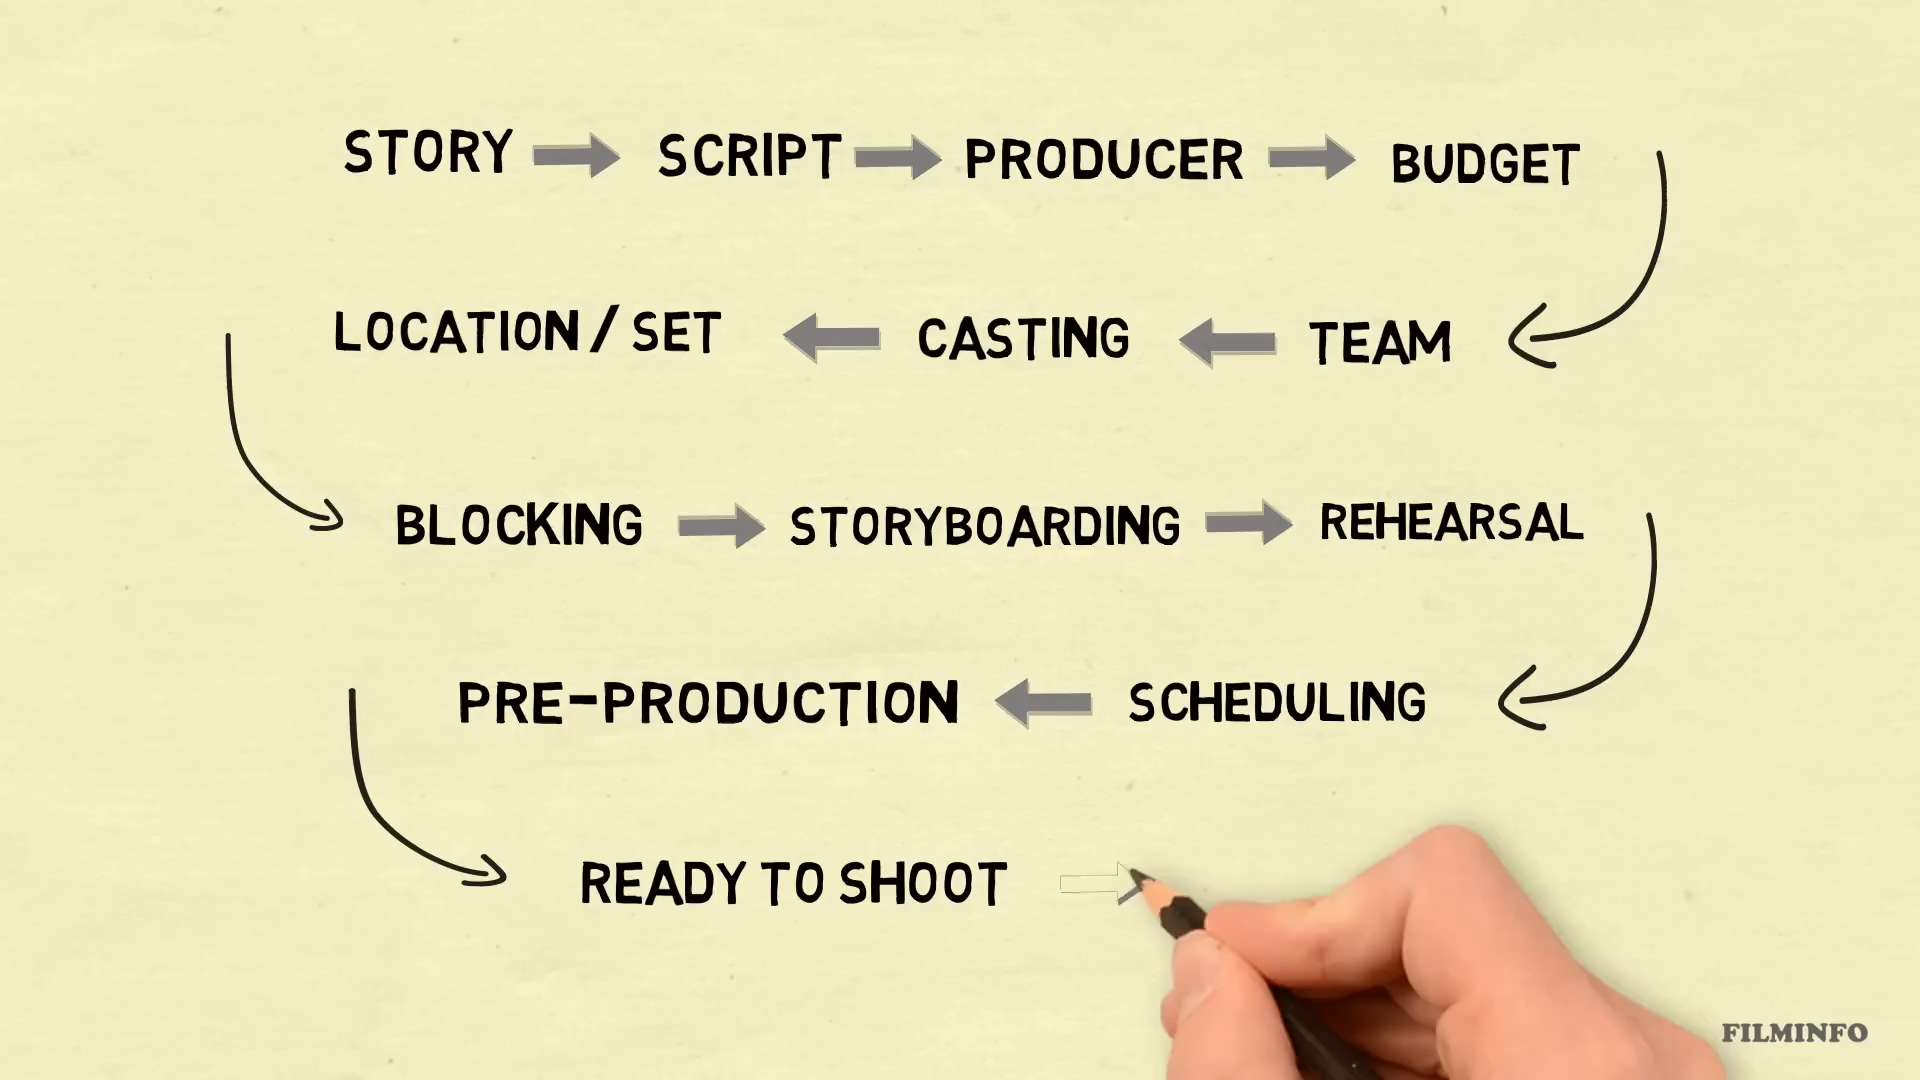 STORY SCRIPT PRODUCER BUDGET
LOCATION / SET CASTING TEAM
BLOCKING STORYBOARDING REHEARSAL
PRE-PRODUCTION SCHEDULING
READY TO SHOOT
FILMINFO